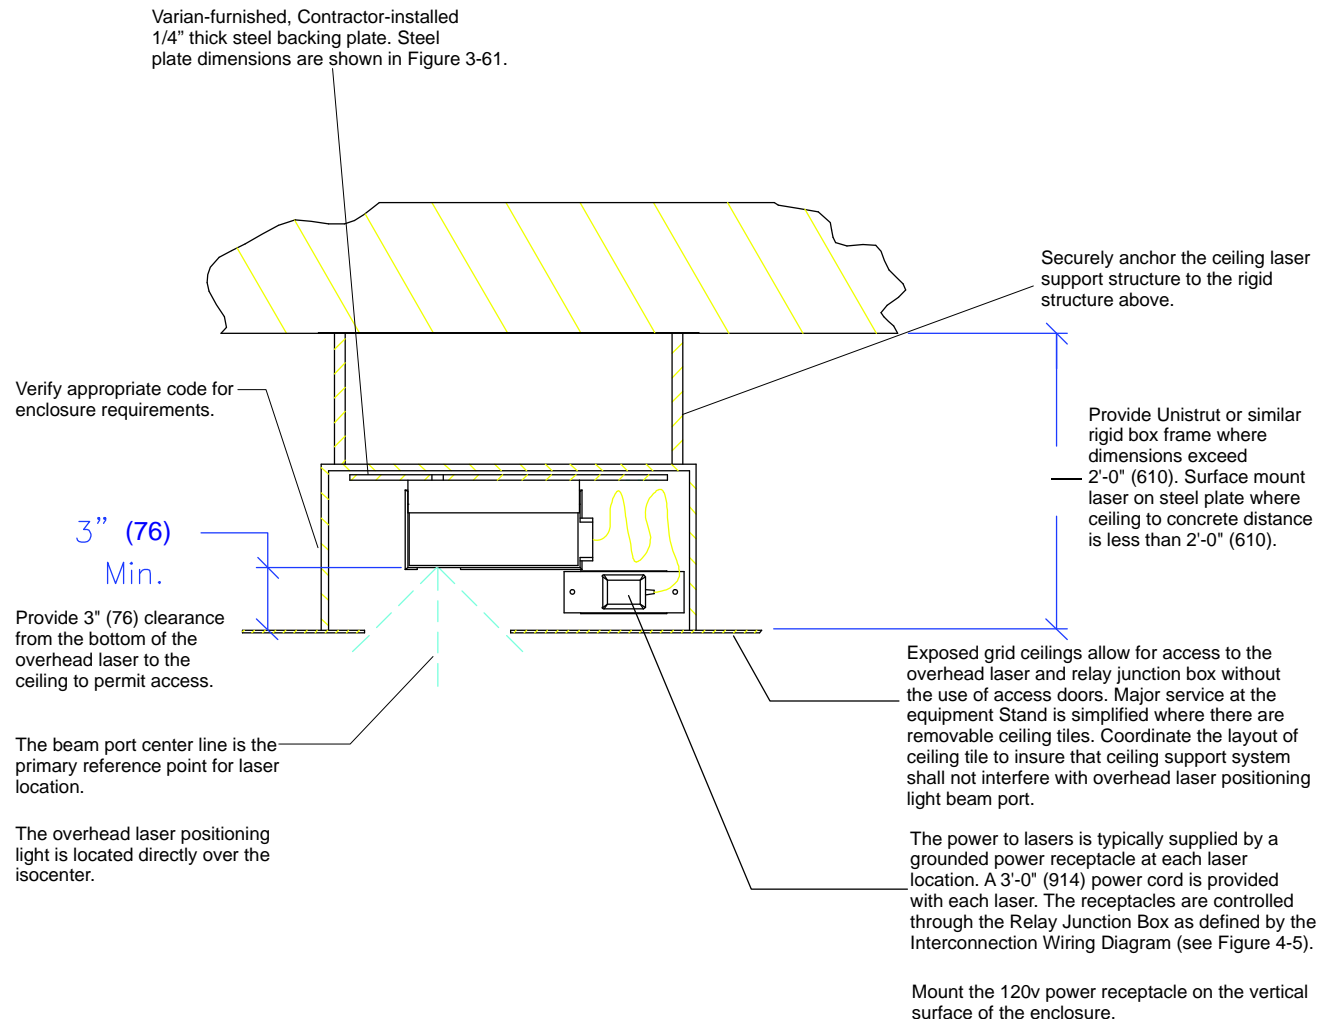 Varian-furnished, Contractor-installed
1/4” thick steel backing plate. Steel
plate dimensions are shown in Figure 3-61.
Securely anchor the ceiling laser
support structure to the rigid
structure above.
Verify appropriate code for
enclosure requirements.
Provide Unistrut or similar
rigid box frame where
dimensions exceed
2'-0" (610). Surface mount
laser on steel plate where
ceiling to concrete distance
is less than 2'-0" (610).
3” (76)
Min.
Provide 3" (76) clearance
from the bottom of the
overhead laser to the
ceiling to permit access.
Exposed grid ceilings allow for access to the
overhead laser and relay junction box without
the use of access doors. Major service at the
equipment Stand is simplified where there are
removable ceiling tiles. Coordinate the layout of
ceiling tile to insure that ceiling support system
shall not interfere with overhead laser positioning
light beam port.
The beam port center line is the
primary reference point for laser
location.
The overhead laser positioning
light is located directly over the
isocenter.
The power to lasers is typically supplied by a
grounded power receptacle at each laser
location. A 3'-0" (914) power cord is provided
with each laser. The receptacles are controlled
through the Relay Junction Box as defined by the
Interconnection Wiring Diagram (see Figure 4-5).
Mount the 120v power receptacle on the vertical
surface of the enclosure.